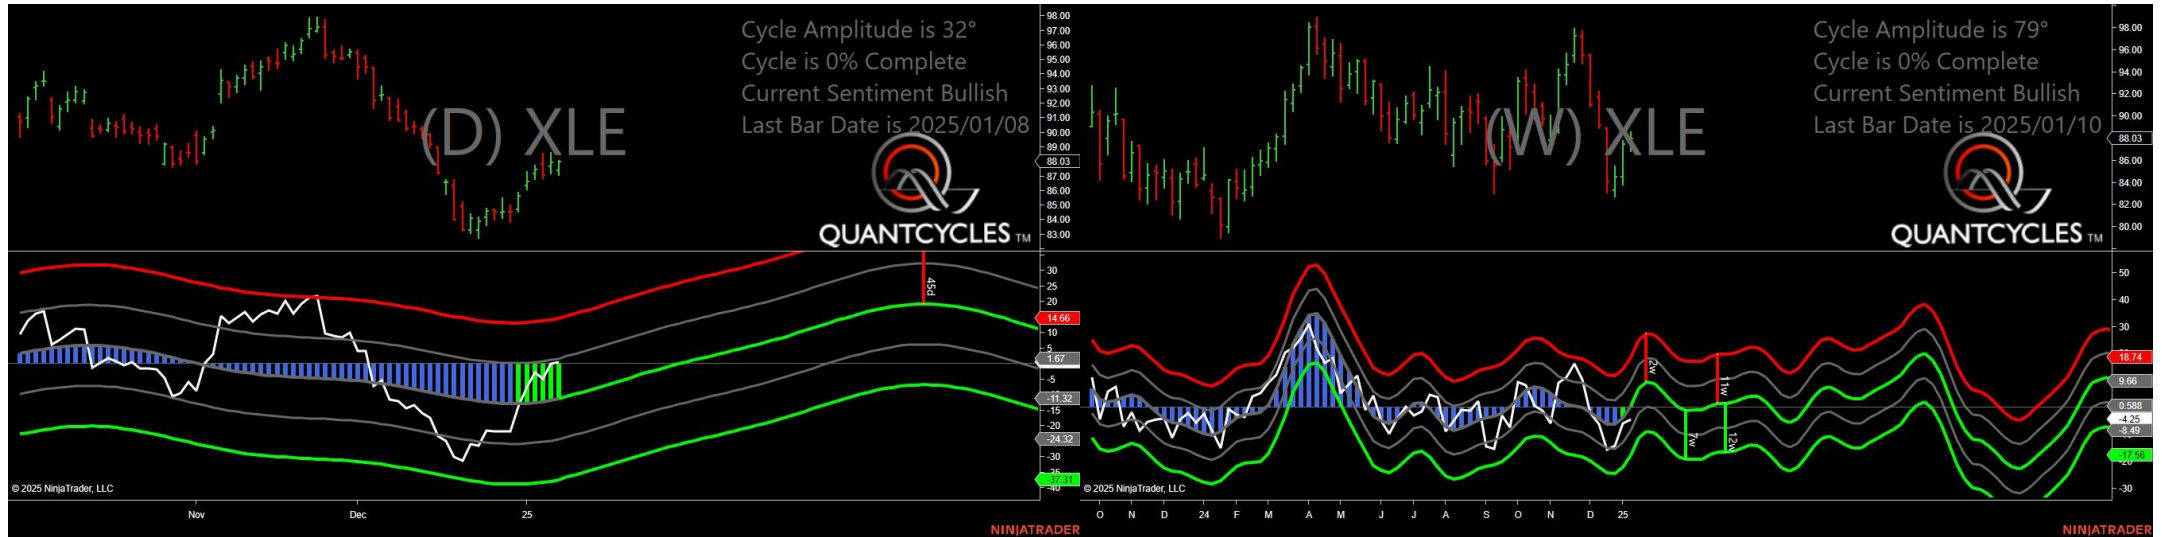 Cycle Amplitude is 32°
Cycle is 0% Complete
Current Sentiment Bullish
Last Bar Date is 2025/01/08
(D) XLE
QUANTCYCLES TM
98.00
97.00
96.00
95.00
94.00
93.00
92.00
91.00
90.00
89.00
88.03
87.00
86.00
85.00
84.00
83.00
45d
30
25
20
14.66
10
5
1.67
-5
-11.32
-15
-20
-24.32
-30
-35
-37.31
-40
© 2025 NinjaTrader, LLC
Nov
Dec
25
NINJATRADER
Cycle Amplitude is 79°
Cycle is 0% Complete
Current Sentiment Bullish
Last Bar Date is 2025/01/10
(W) XLE
QUANTCYCLES TM
98.00
96.00
94.00
92.00
90.00
88.03
86.00
84.00
82.00
80.00
2w
11w
7w
12w
50
40
30
18.74
9.66
0.588
-4.25
-8.49
-17.56
-30
© 2025 NinjaTrader, LLC
O N D 24 F M A M J J A S O N D 25
NINJATRADER